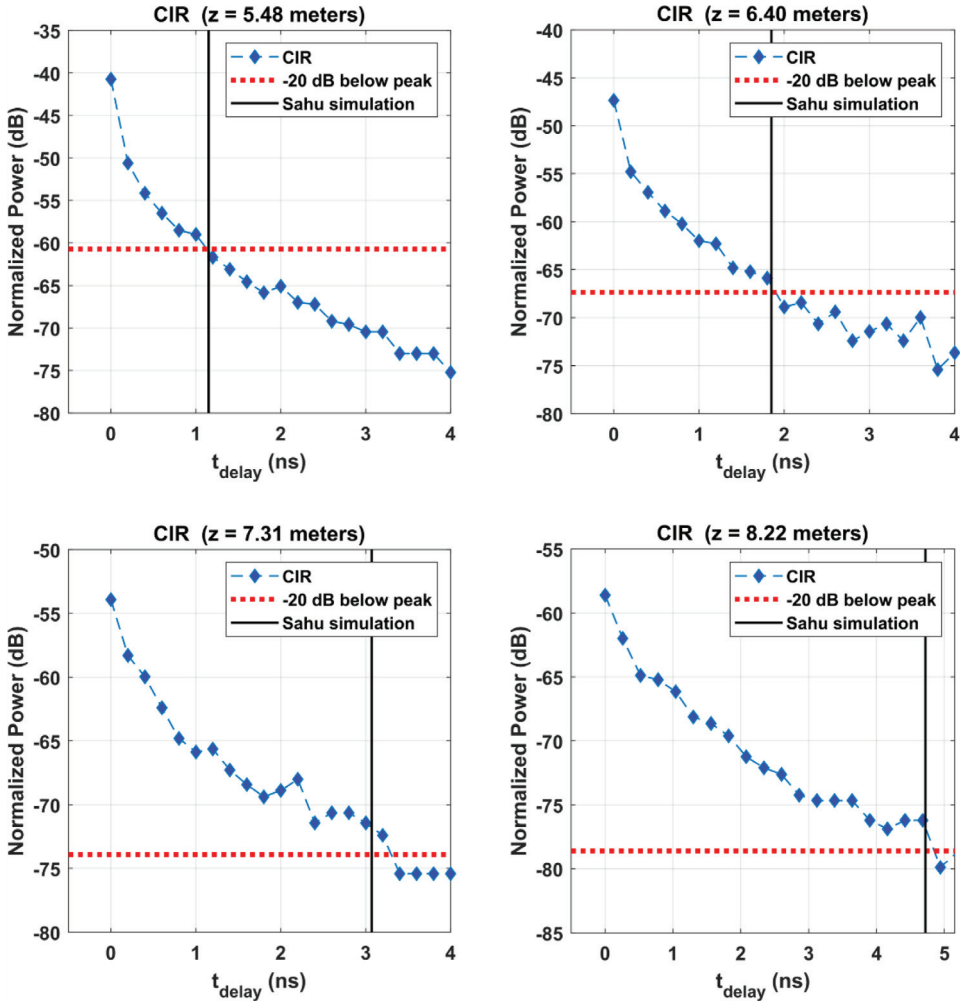 CIR (z = 5.48 meters)
Normalized Power (dB)
-35
-40
-45
-50
-55
-60
-65
-70
-75
-80
CIR
-20 dB below peak
Sahu simulation
0 1 2 3 4
t_delay (ns)
CIR (z = 6.40 meters)
Normalized Power (dB)
-40
-45
-50
-55
-60
-65
-70
-75
-80
CIR
-20 dB below peak
Sahu simulation
0 1 2 3 4
t_delay (ns)
CIR (z = 7.31 meters)
Normalized Power (dB)
-50
-55
-60
-65
-70
-75
-80
CIR
-20 dB below peak
Sahu simulation
0 1 2 3 4
t_delay (ns)
CIR (z = 8.22 meters)
Normalized Power (dB)
-55
-60
-65
-70
-75
-80
-85
CIR
-20 dB below peak
Sahu simulation
0 1 2 3 4 5
t_delay (ns)